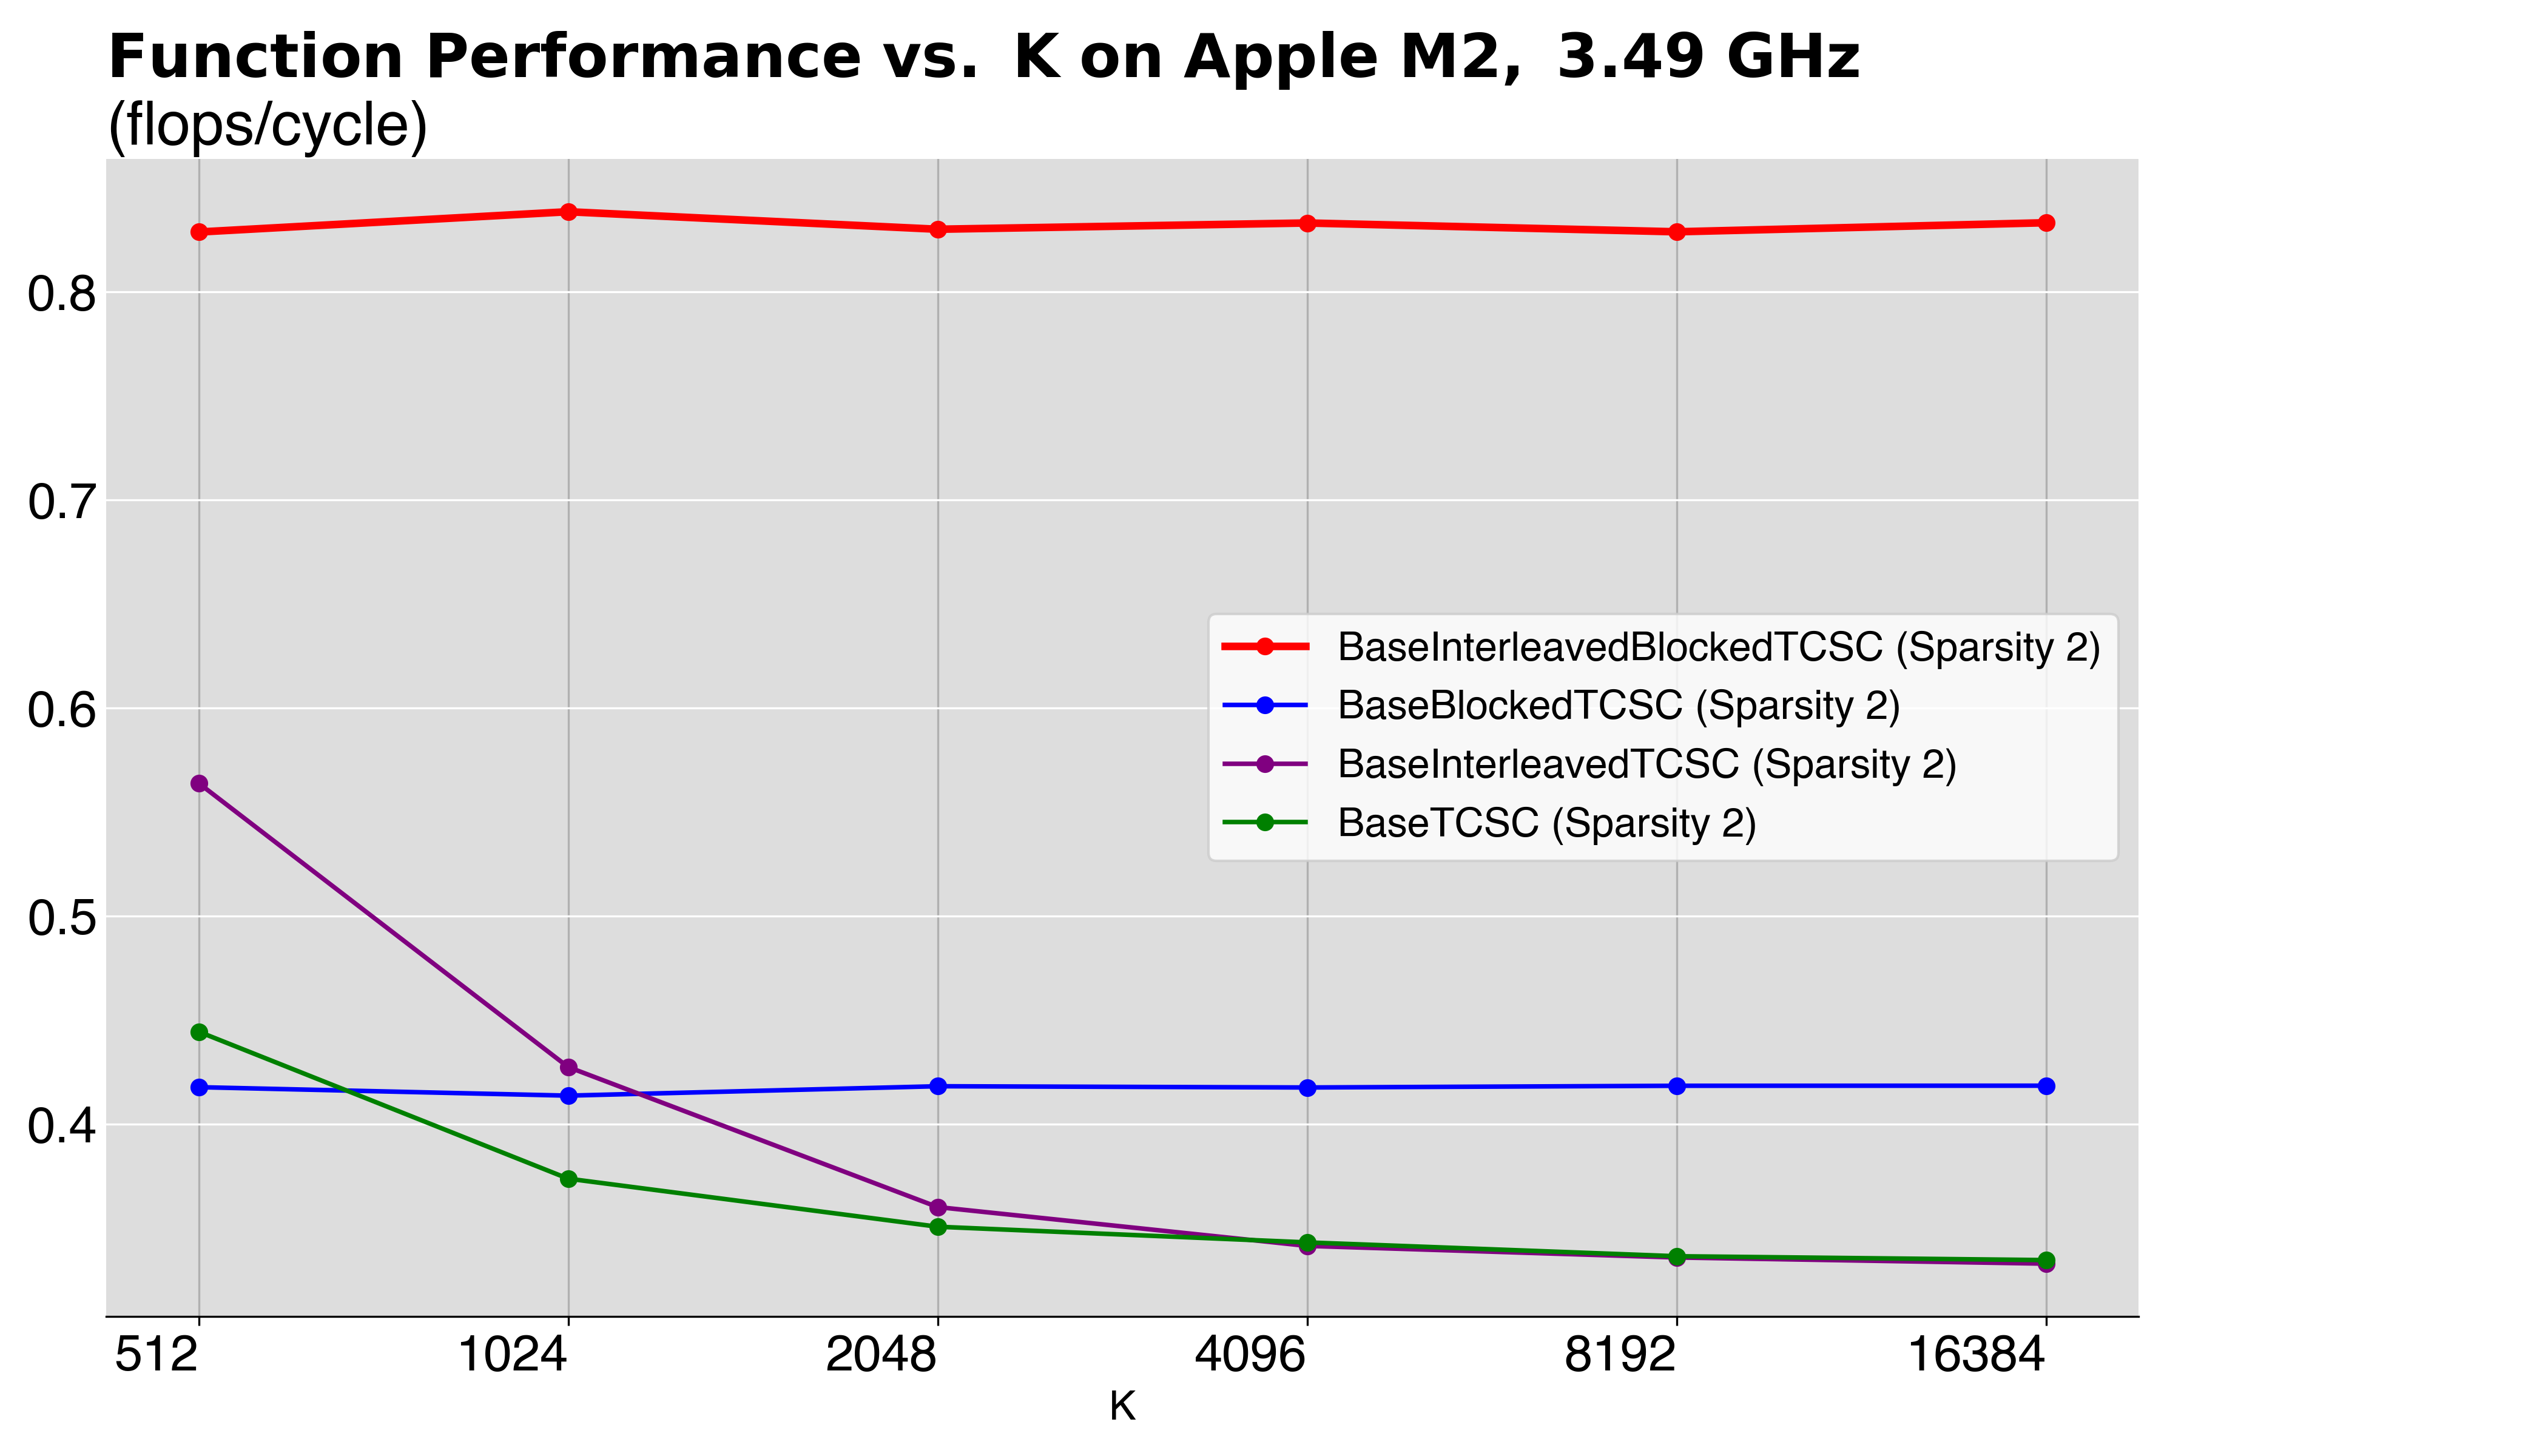 Function Performance vs. K on Apple M2, 3.49 GHz
(flops/cycle)
0.8
0.7
0.6
0.5
0.4
BaseInterleavedBlockedTCSC (Sparsity 2)
BaseBlockedTCSC (Sparsity 2)
BaseInterleavedTCSC (Sparsity 2)
BaseTCSC (Sparsity 2)
512 1024 2048 4096 8192 16384
K